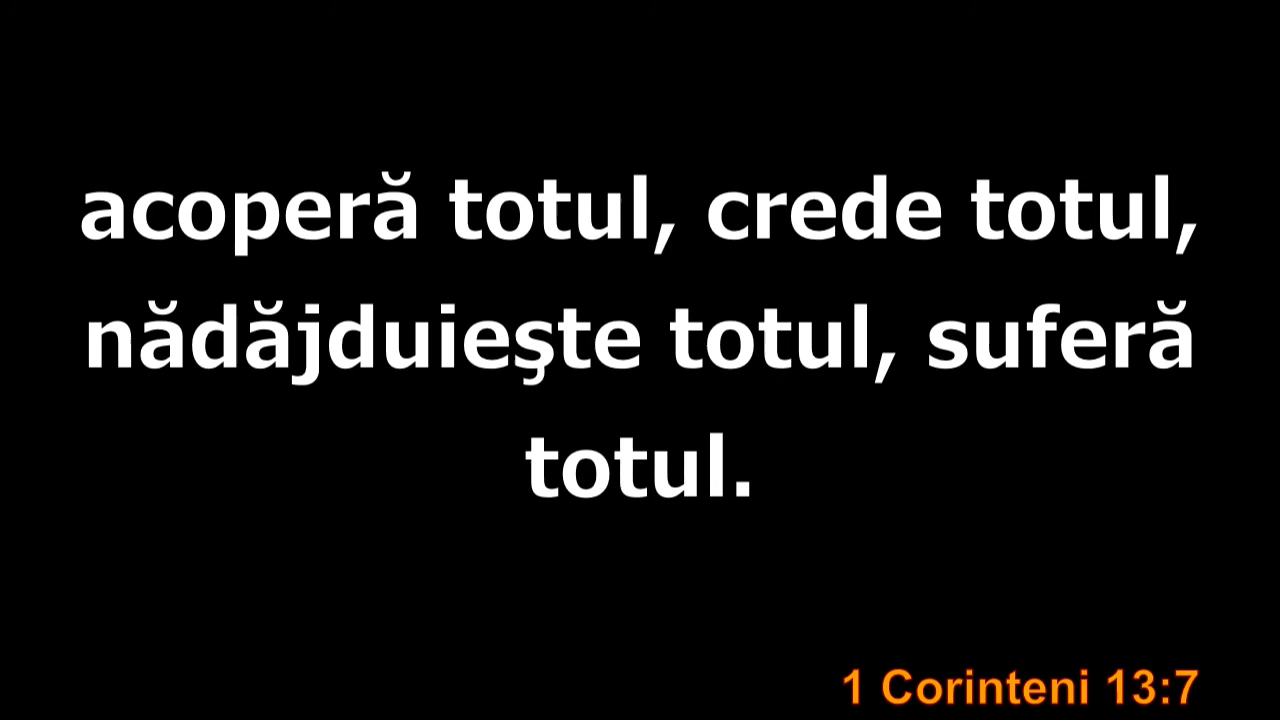 acoperă totul, crede totul,
nădăjduieşte totul, suferă
totul.
1 Corinteni 13:7